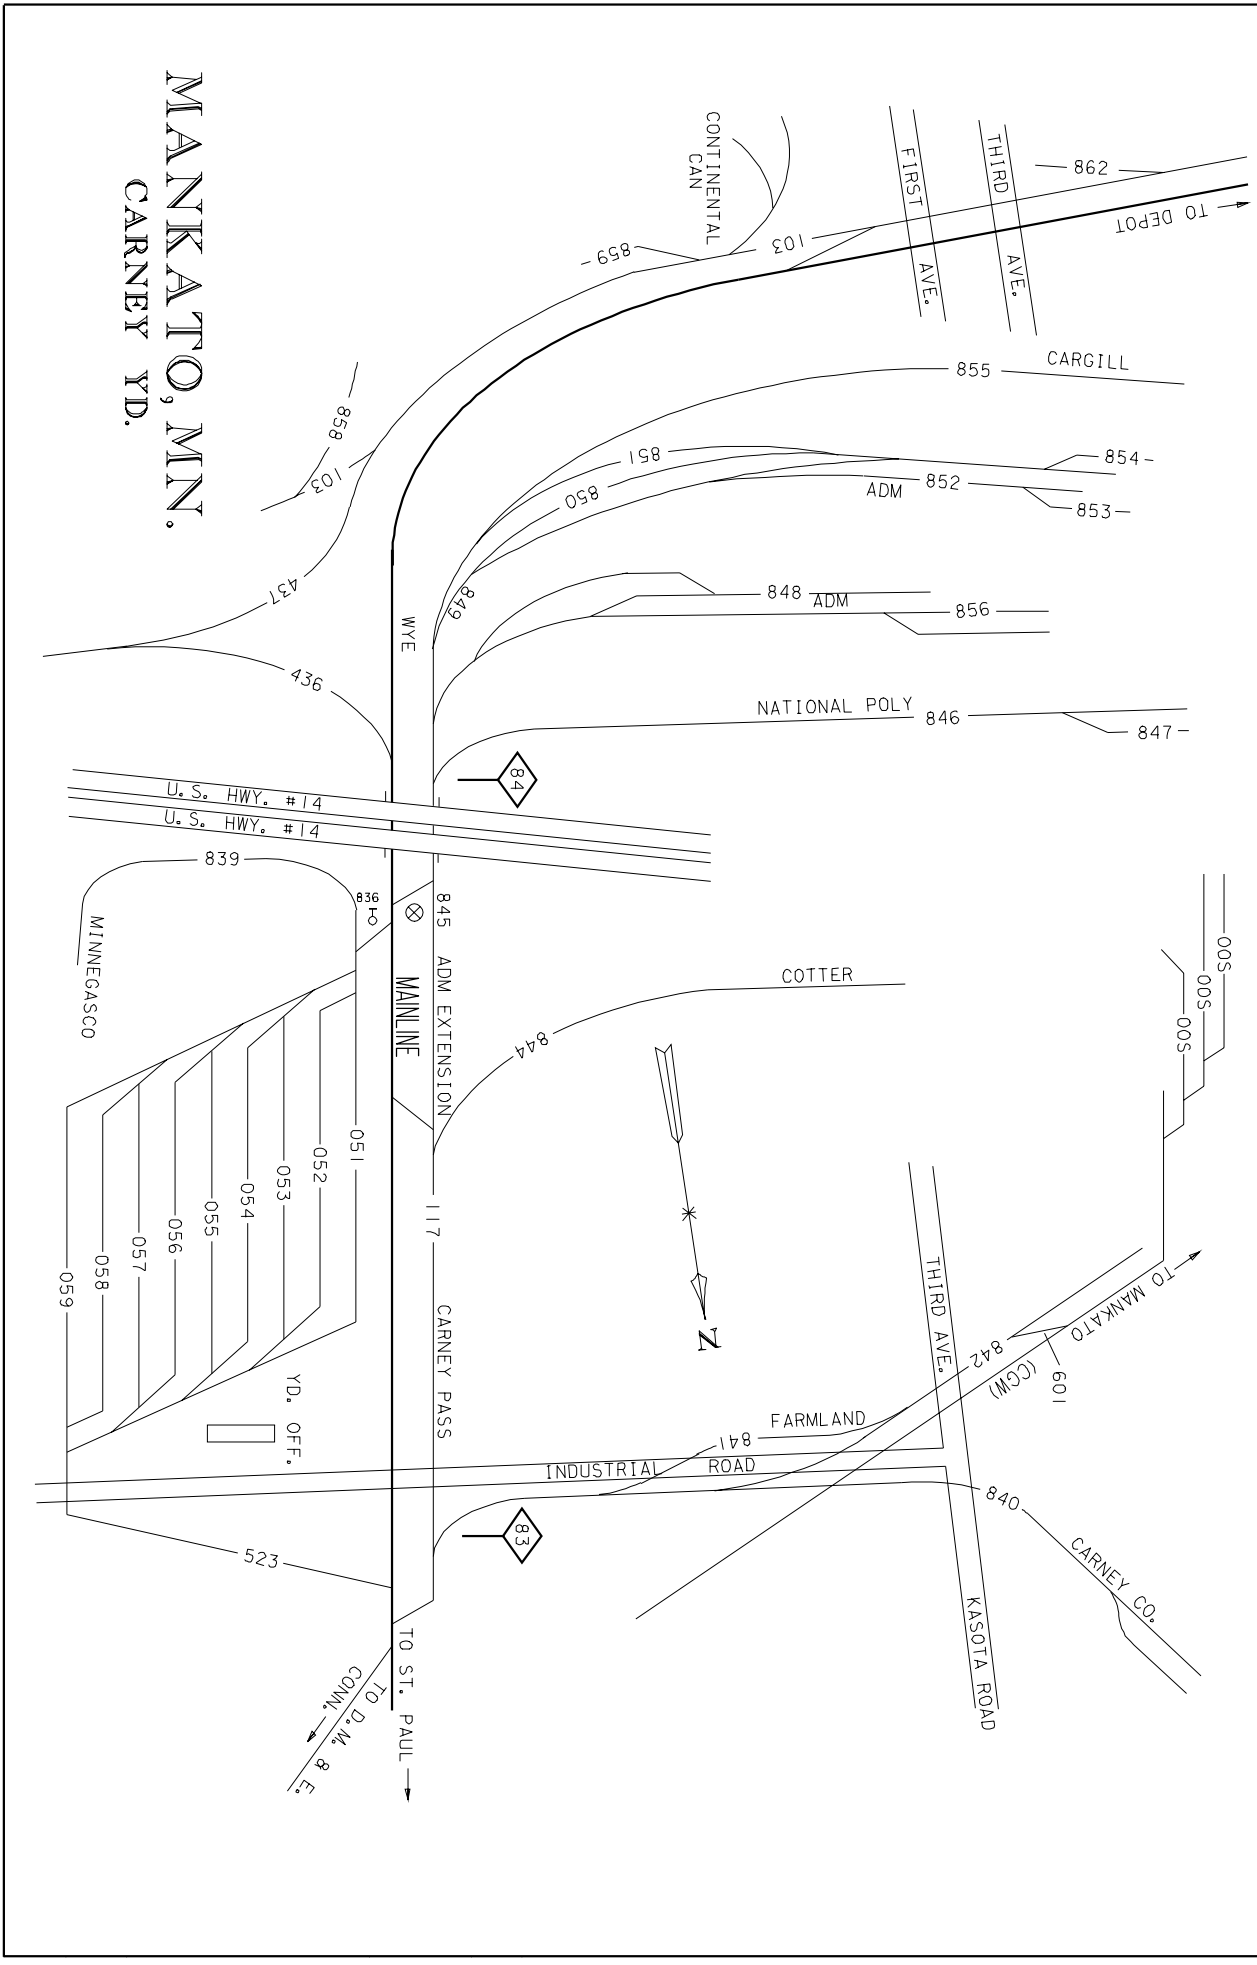 MANKATO, MN.
CARNEY YD.
CONTINENTAL
CAN
FIRST AVE.
THIRD AVE.
862
TO DEPOT
103
859
CARGILL
855
858
103
851
850
854
852
ADM
853
437
849
848
ADM
856
WYE
436
NATIONAL POLY
846
847
84
U.S. HWY. #14
U.S. HWY. #14
839
836
845 ADM EXTENSION
MINNEGASCO
MAINLINE
COTTER
844
SOO
SOO
SOO
051
052
053
054
055
056
057
058
059
117
CARNEY PASS
N
THIRD AVE.
TO MANKATO
(CGW)
842
109
YD. OFF.
FARMLAND
841
INDUSTRIAL ROAD
840
83
CARNEY CO.
523
KASOTA ROAD
TO ST. PAUL
TO D.M. & E.
CONN.